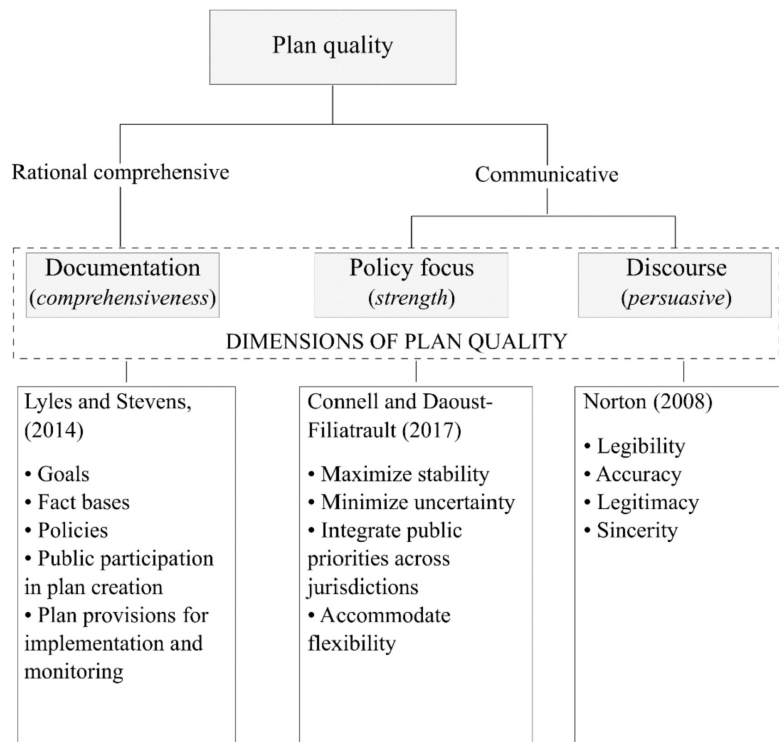 Plan quality
Rational comprehensive
Communicative
Documentation
(comprehensiveness)
Policy focus
(strength)
Discourse
(persuasive)
DIMENSIONS OF PLAN QUALITY
Lyles and Stevens,
(2014)
• Goals
• Fact bases
• Policies
• Public participation
in plan creation
• Plan provisions for
implementation and
monitoring
Connell and Daoust-
Filiatrault (2017)
• Maximize stability
• Minimize uncertainty
• Integrate public
priorities across
jurisdictions
• Accommodate
flexibility
Norton (2008)
• Legibility
• Accuracy
• Legitimacy
• Sincerity